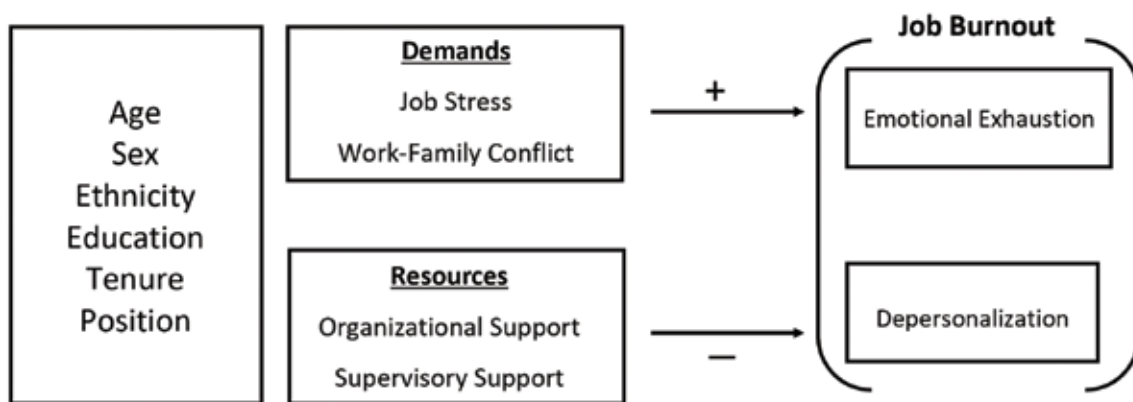 Age
Sex
Ethnicity
Education
Tenure
Position
Demands
Job Stress
Work-Family Conflict
Resources
Organizational Support
Supervisory Support
+
−
Job Burnout
Emotional Exhaustion
Depersonalization